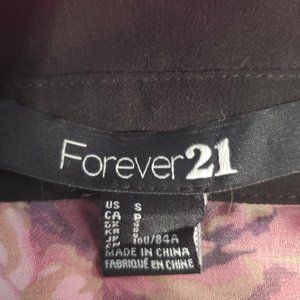 Forever21
US S
CA P
160/84A
MADE IN CHINA
FABRIQUÉ EN CHINE